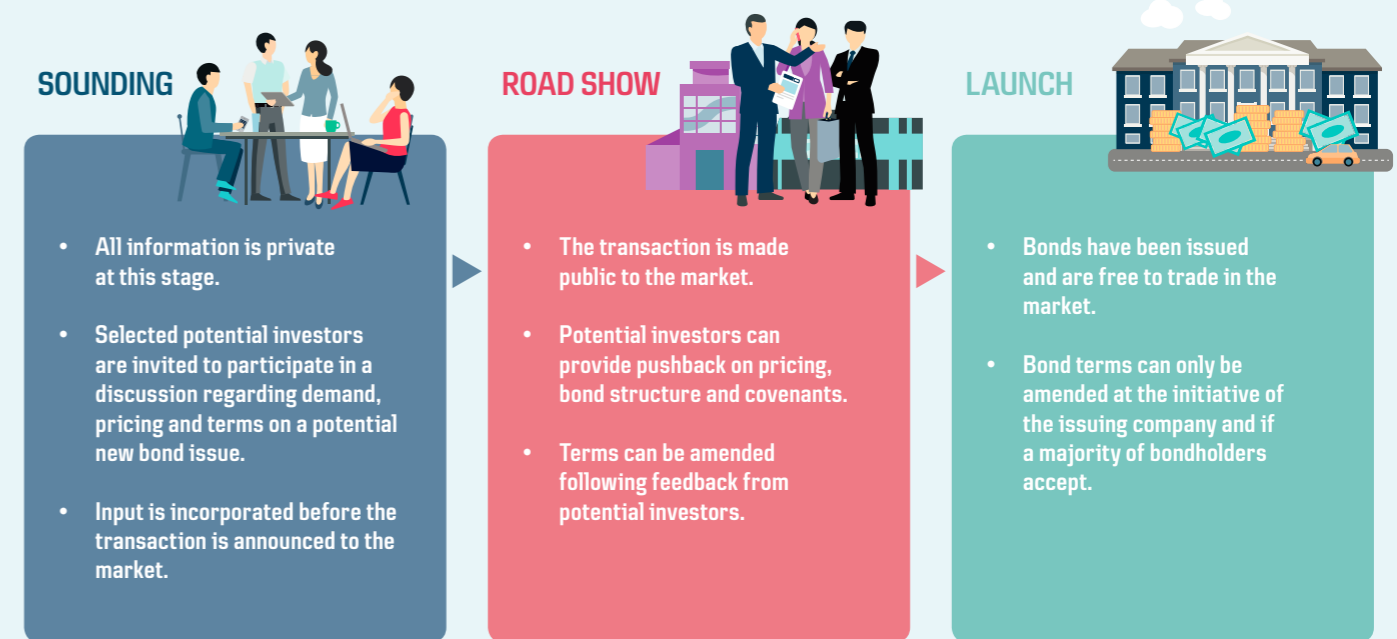 SOUNDING
• All information is private
at this stage.
• Selected potential investors
are invited to participate in a
discussion regarding demand,
pricing and terms on a potential
new bond issue.
• Input is incorporated before the
transaction is announced to the
market.
ROAD SHOW
• The transaction is made
public to the market.
• Potential investors can
provide pushback on pricing,
bond structure and covenants.
• Terms can be amended
following feedback from
potential investors.
LAUNCH
• Bonds have been issued
and are free to trade in the
market.
• Bond terms can only be
amended at the initiative of
the issuing company and if
a majority of bondholders
accept.